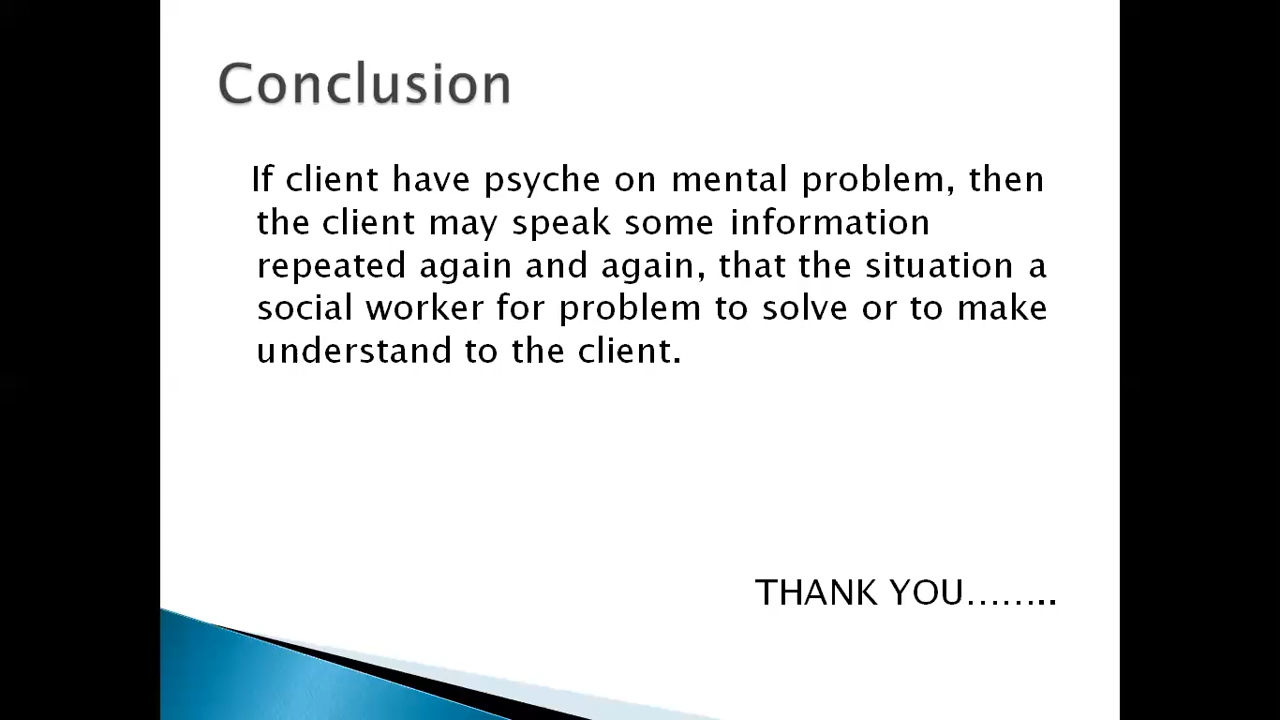 Conclusion
If client have psyche on mental problem, then
the client may speak some information
repeated again and again, that the situation a
social worker for problem to solve or to make
understand to the client.
THANK YOU……..